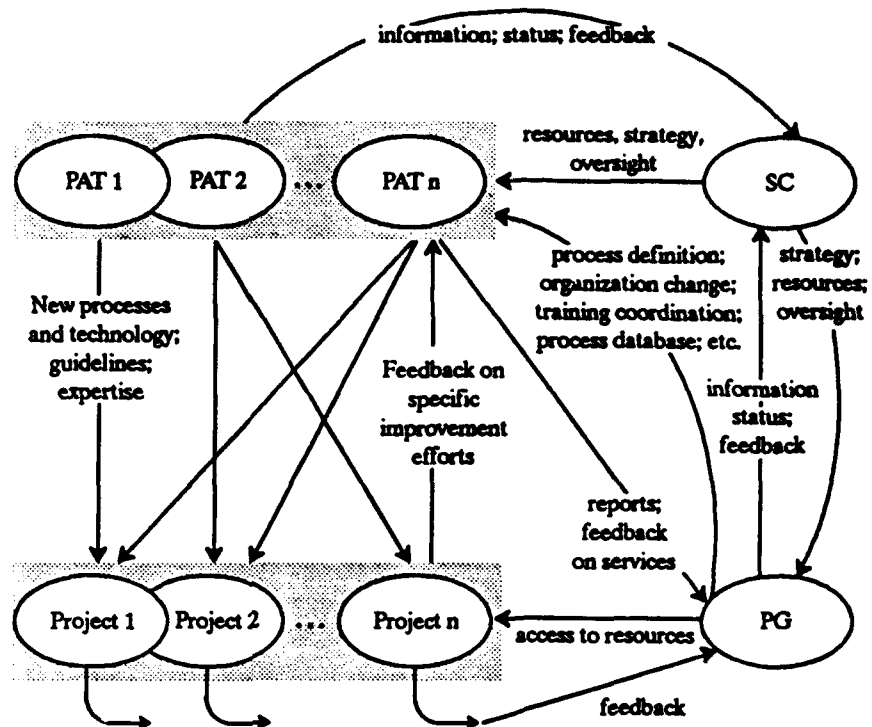 information; status; feedback
resources, strategy,
oversight
PAT 1
PAT 2
...
PAT n
SC
process definition;
organization change;
training coordination;
process database; etc.
strategy;
resources;
oversight
New processes
and technology;
guidelines;
expertise
Feedback on
specific
improvement
efforts
information
status;
feedback
reports;
feedback
on services
Project 1
Project 2
...
Project n
access to resources
PG
feedback